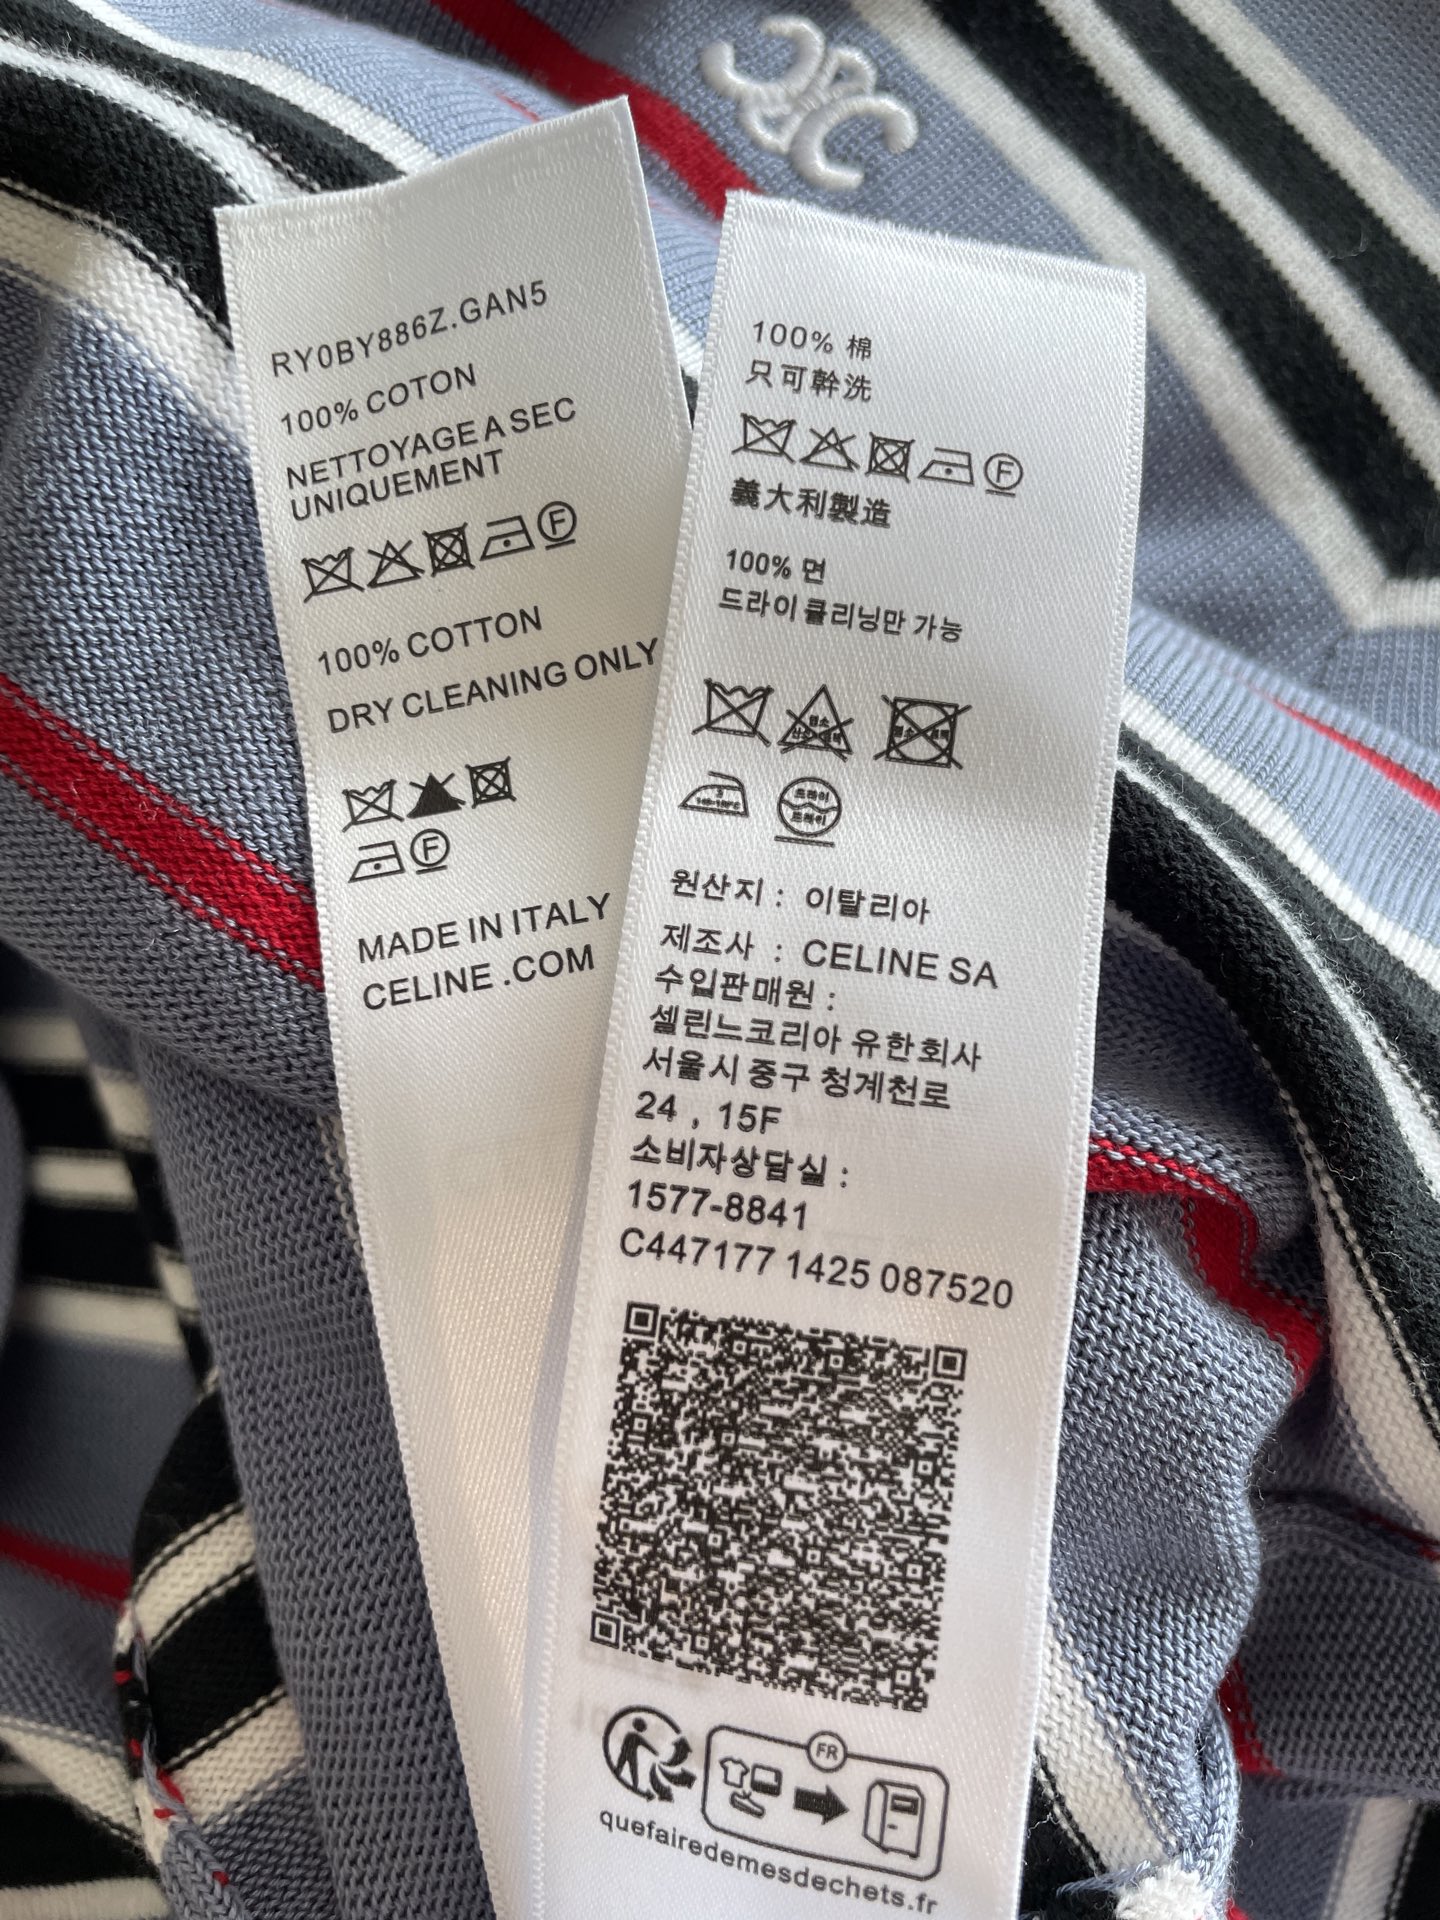 RY0BY886Z.GAN5
100% COTON
NETTOYAGE A SEC
UNIQUEMENT
F
100% COTTON
DRY CLEANING ONLY
F
MADE IN ITALY
CELINE .COM
100% 棉
只可幹洗
F
義大利製造
100% 면
드라이 클리닝만 가능
드라이
원산지 : 이탈리아
제조사 : CELINE SA
수입판매원 :
셀린느코리아 유한회사
서울시 중구 청계천로
24 , 15F
소비자상담실 :
1577-8841
C447177 1425 087520
FR
quefairedemesdechets.fr